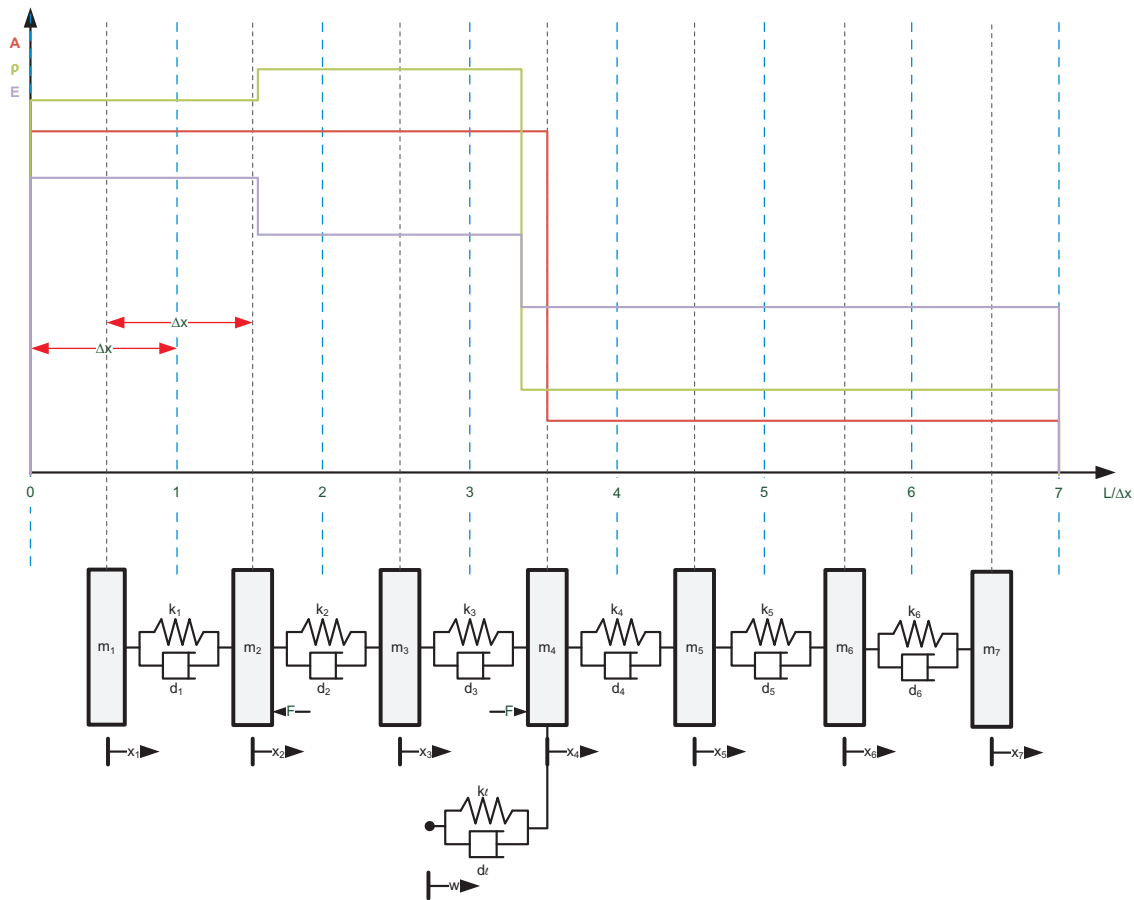 A
ρ
E
Δx
Δx
0 1 2 3 4 5 6 7 L/Δx
k₁ k₂ k₃ k₄ k₅ k₆
m₁ m₂ m₃ m₄ m₅ m₆ m₇
d₁ d₂ d₃ d₄ d₅ d₆
F F
x₁ x₂ x₃ x₄ x₅ x₆ x₇
kℓ
dℓ
w